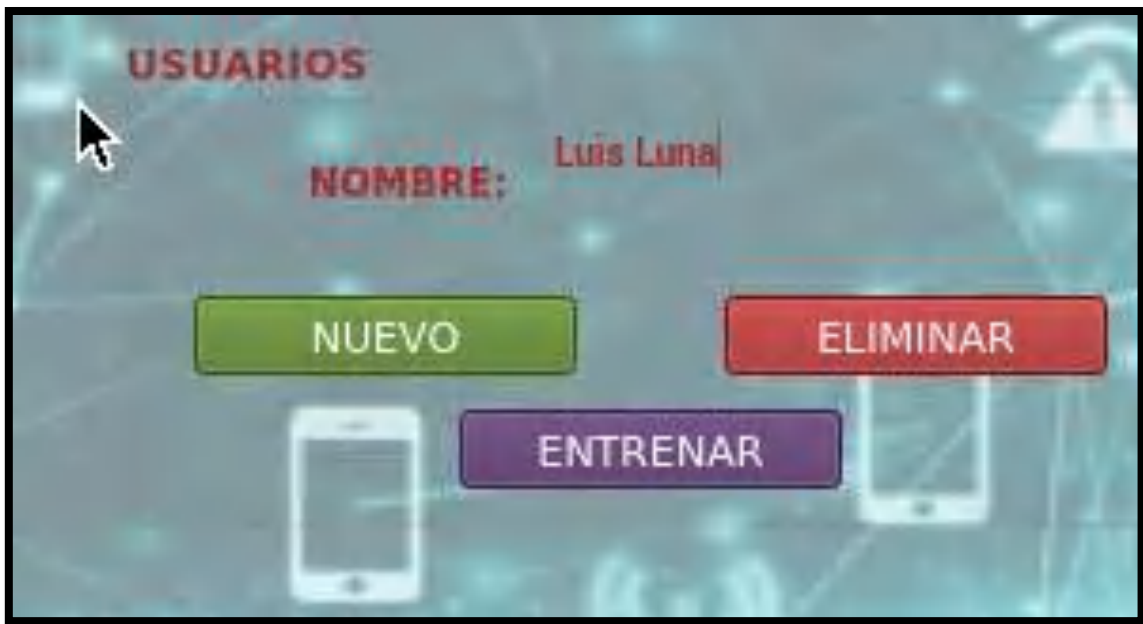 USUARIOS
Luis Luna
NOMBRE:
NUEVO
ELIMINAR
ENTRENAR